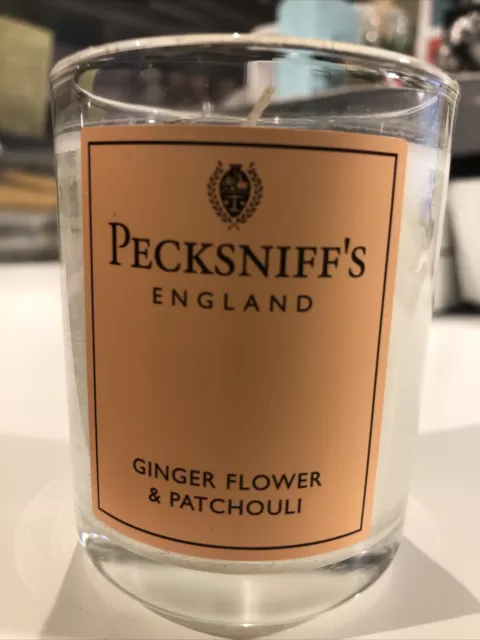 PECKSNIFF'S
ENGLAND
GINGER FLOWER
& PATCHOULI